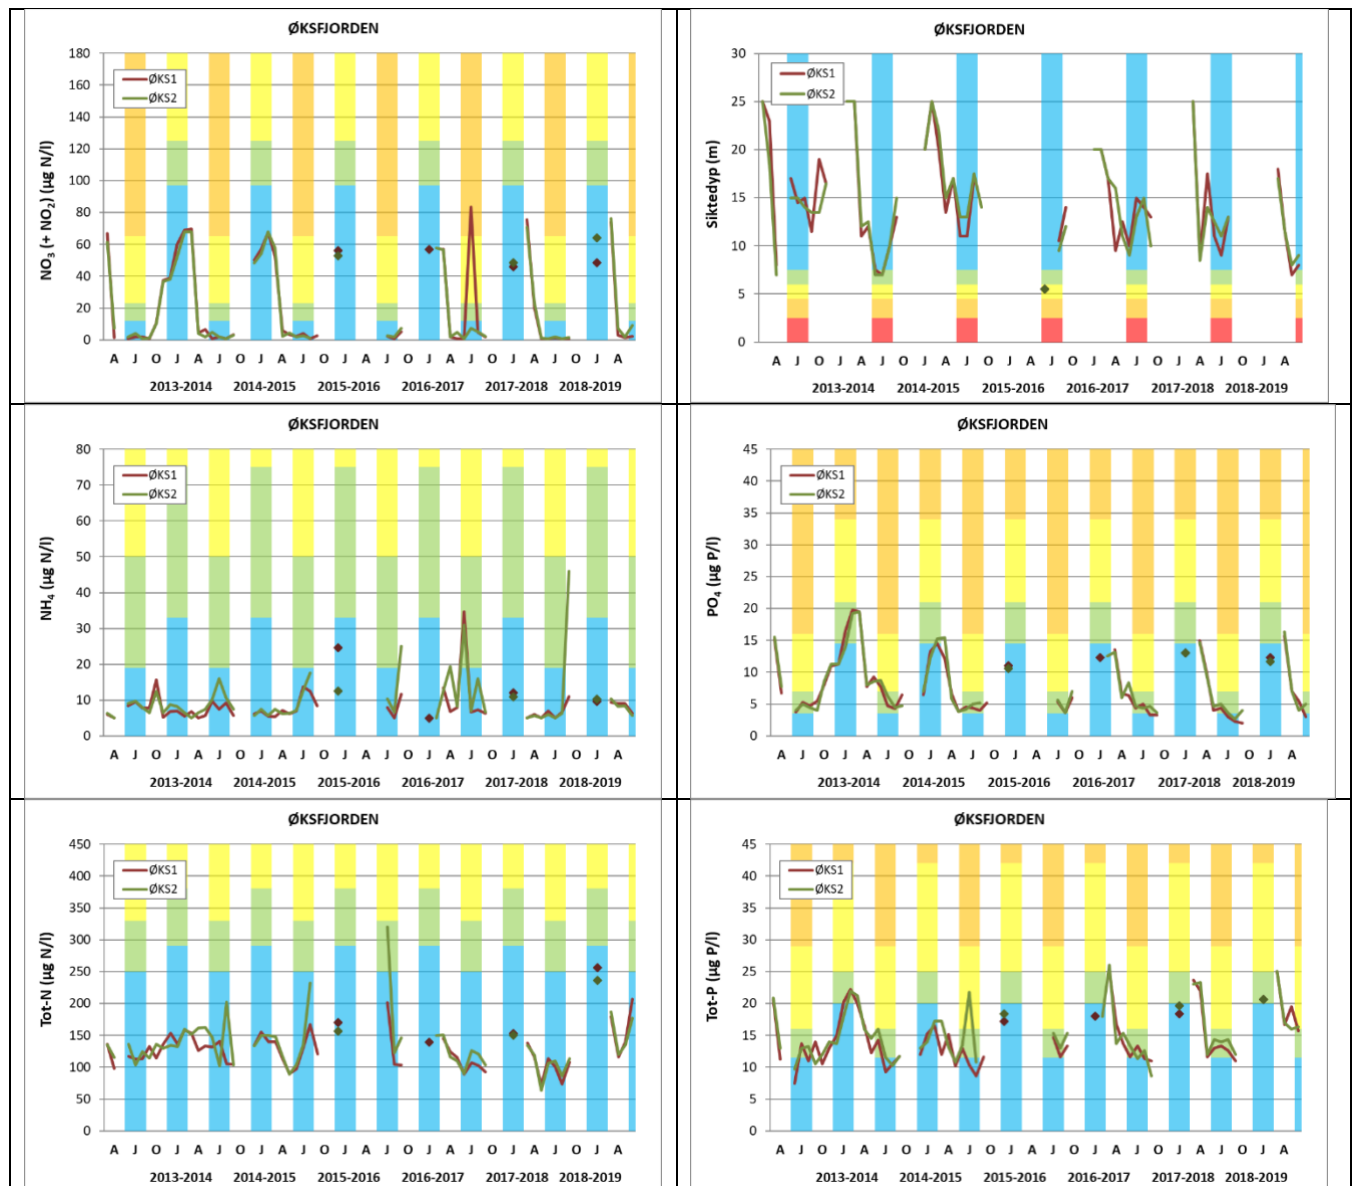 ØKSFJORDEN
NO₃ (+ NO₂) (µg N/l)
180
160
140
120
100
80
60
40
20
0
ØKS1
ØKS2
A J O J A J O J A J O J A J O J A J O J A J O J A
2013-2014 2014-2015 2015-2016 2016-2017 2017-2018 2018-2019
ØKSFJORDEN
Siktedyp (m)
30
25
20
15
10
5
0
ØKS1
ØKS2
A J O J A J O J A J O J A J O J A J O J A J O J A
2013-2014 2014-2015 2015-2016 2016-2017 2017-2018 2018-2019
ØKSFJORDEN
NH₄ (µg N/l)
80
70
60
50
40
30
20
10
0
ØKS1
ØKS2
A J O J A J O J A J O J A J O J A J O J A J O J A
2013-2014 2014-2015 2015-2016 2016-2017 2017-2018 2018-2019
ØKSFJORDEN
PO₄ (µg P/l)
45
40
35
30
25
20
15
10
5
0
ØKS1
ØKS2
A J O J A J O J A J O J A J O J A J O J A J O J A
2013-2014 2014-2015 2015-2016 2016-2017 2017-2018 2018-2019
ØKSFJORDEN
Tot-N (µg N/l)
450
400
350
300
250
200
150
100
50
0
ØKS1
ØKS2
A J O J A J O J A J O J A J O J A J O J A J O J A
2013-2014 2014-2015 2015-2016 2016-2017 2017-2018 2018-2019
ØKSFJORDEN
Tot-P (µg P/l)
45
40
35
30
25
20
15
10
5
0
ØKS1
ØKS2
A J O J A J O J A J O J A J O J A J O J A J O J A
2013-2014 2014-2015 2015-2016 2016-2017 2017-2018 2018-2019